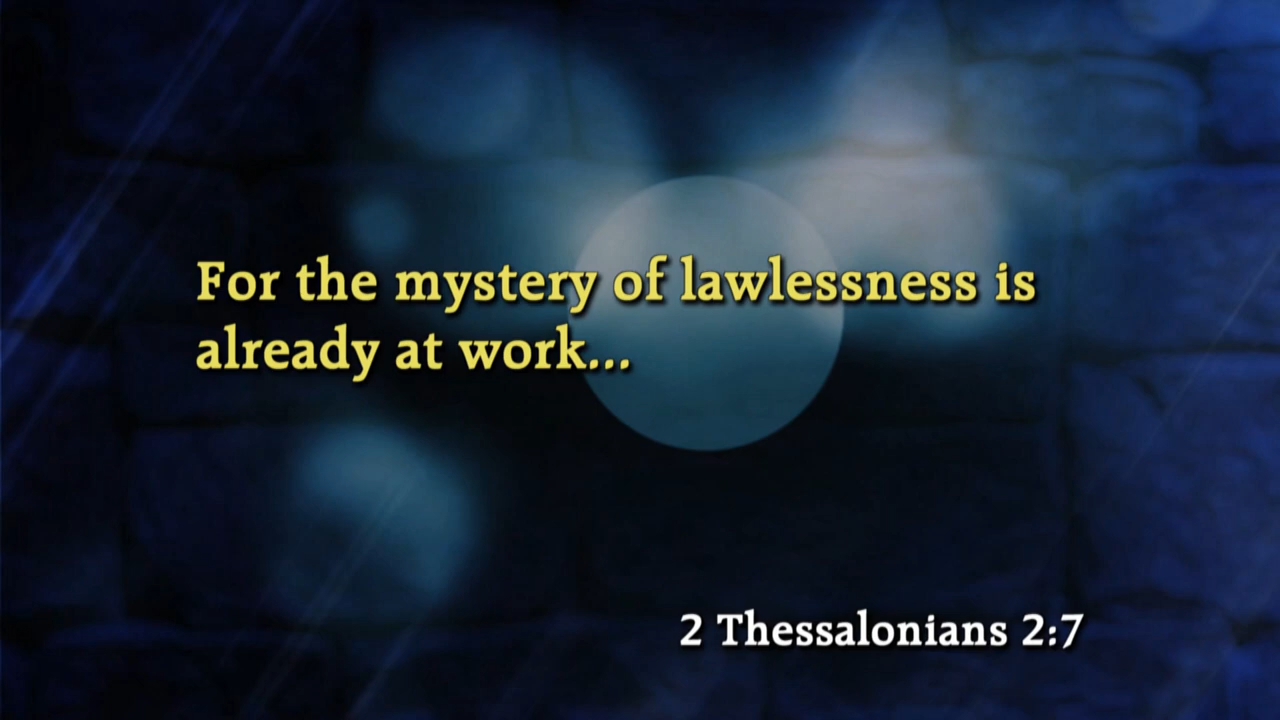 For the mystery of lawlessness is
already at work...
2 Thessalonians 2:7